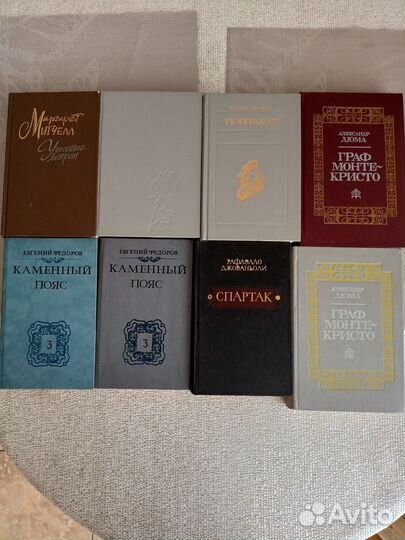 Маргарет
Митчелл
Унесенные
ветром
РЕМБРАНДТ
АЛЕКСАНДР
ДЮМА
ГРАФ
МОНТЕ-
КРИСТО
ЕВГЕНИЙ ФЕДОРОВ
КАМЕННЫЙ
ПОЯС
3
ЕВГЕНИЙ ФЕДОРОВ
КАМЕННЫЙ
ПОЯС
3
РАФАЭЛЛО
ДЖОВАНЬОЛИ
СПАРТАК
АЛЕКСАНДР
ДЮМА
ГРАФ
МОНТЕ-
КРИСТО
Avito